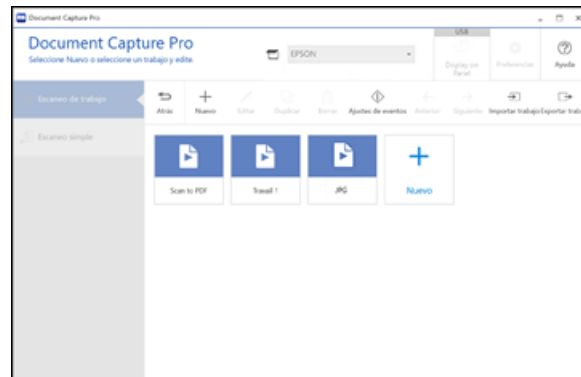 Document Capture Pro
Document Capture Pro
Seleccione Nuevo o seleccione un trabajo y edite.
EPSON
USB
Display on Panel
Preferencias
Ayuda
Escaneo de trabajo
Escaneo simple
Atrás
Nuevo
Editar
Duplicar
Borrar
Ajustes de eventos
Anterior
Siguiente
Importar trabajo
Exportar trab
Scan to PDF
Travail 1
JPG
Nuevo